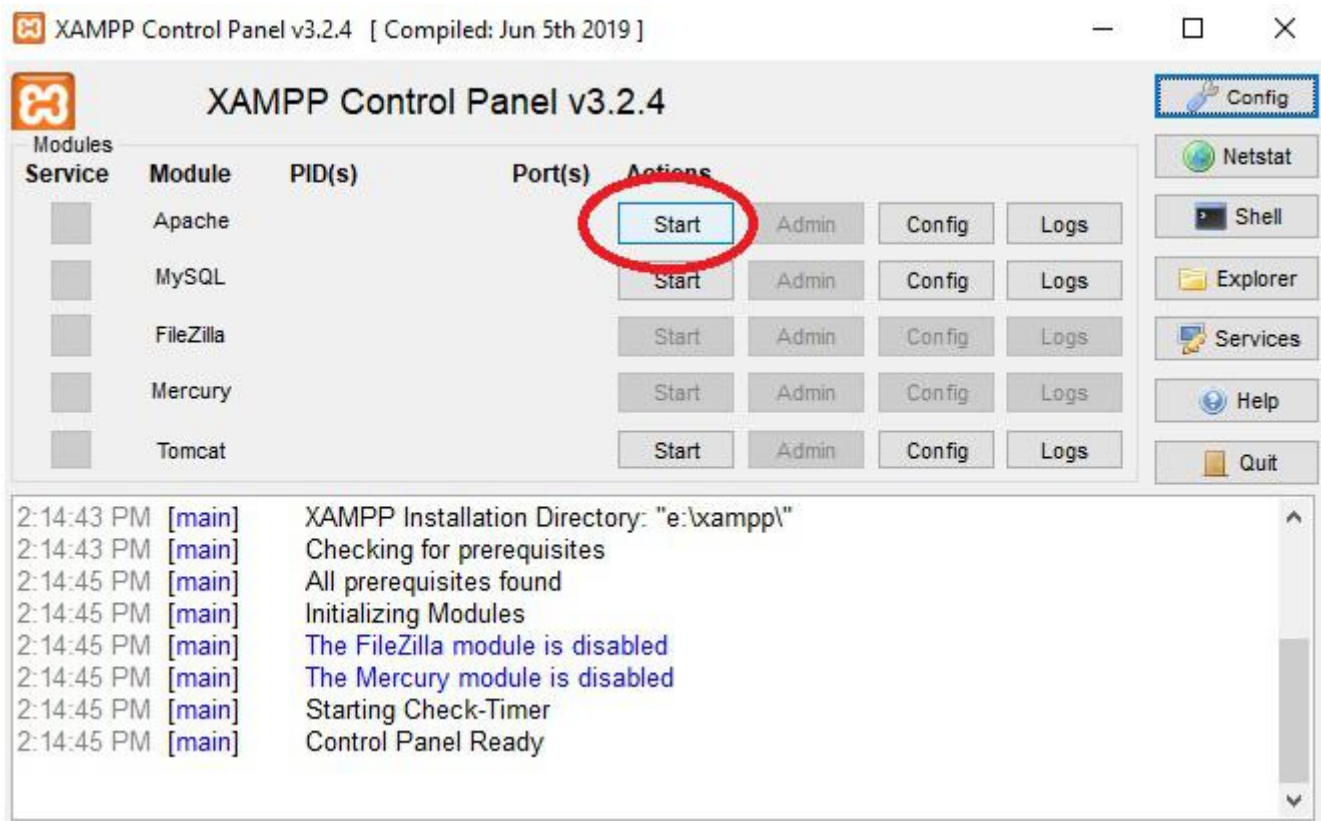 XAMPP Control Panel v3.2.4 [ Compiled: Jun 5th 2019 ]
XAMPP Control Panel v3.2.4
Config
Modules
Netstat
Service Module PID(s) Port(s) Actions
Apache Start Admin Config Logs
Shell
MySQL Start Admin Config Logs
Explorer
FileZilla Start Admin Config Logs
Services
Mercury Start Admin Config Logs
Help
Tomcat Start Admin Config Logs
Quit
2:14:43 PM [main] XAMPP Installation Directory: "e:\xampp\"
2:14:43 PM [main] Checking for prerequisites
2:14:45 PM [main] All prerequisites found
2:14:45 PM [main] Initializing Modules
2:14:45 PM [main] The FileZilla module is disabled
2:14:45 PM [main] The Mercury module is disabled
2:14:45 PM [main] Starting Check-Timer
2:14:45 PM [main] Control Panel Ready